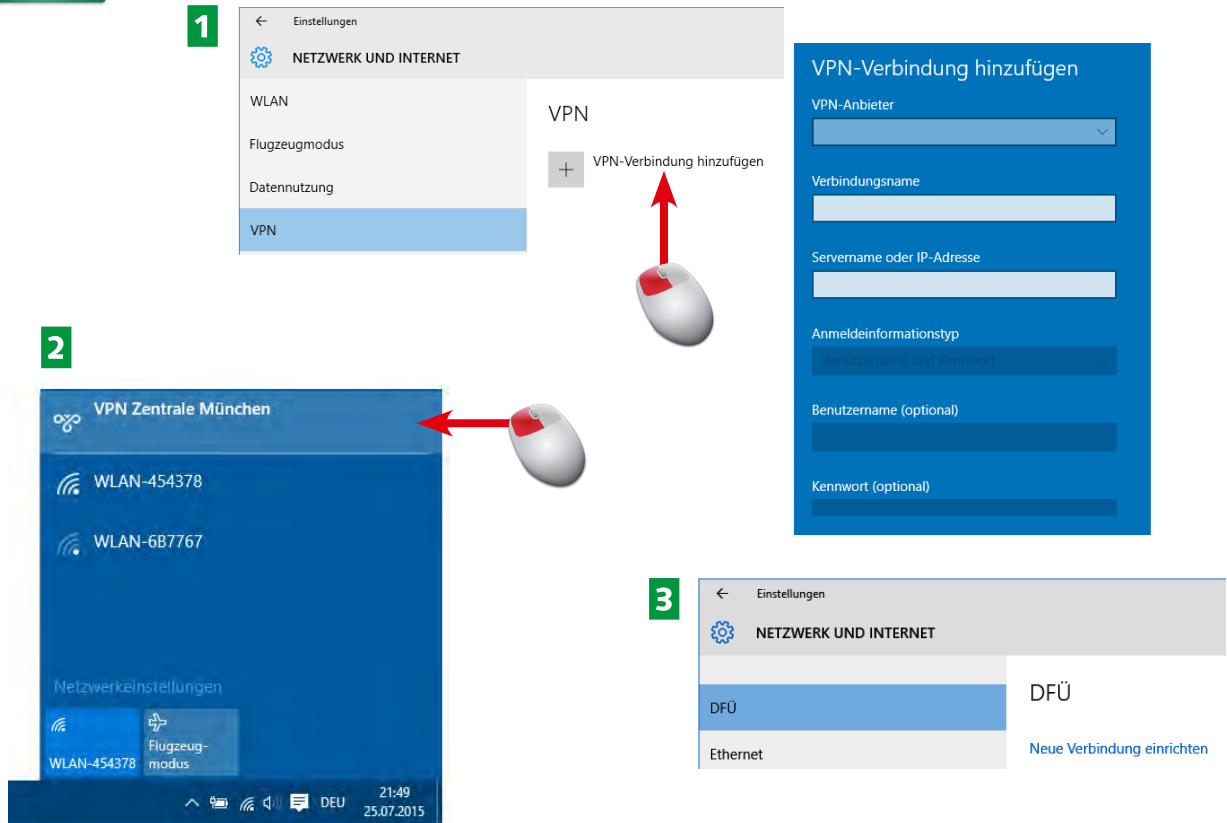 1
Einstellungen
NETZWERK UND INTERNET
WLAN
Flugzeugmodus
Datennutzung
VPN
VPN
VPN-Verbindung hinzufügen
VPN-Verbindung hinzufügen
VPN-Anbieter
Verbindungsname
Servername oder IP-Adresse
Anmeldeinformationstyp
Benutzername und Kennwort
Benutzername (optional)
Kennwort (optional)
2
VPN Zentrale München
WLAN-454378
WLAN-6B7767
Netzwerkeinstellungen
WLAN-454378
Flugzeug-
modus
DEU
21:49
25.07.2015
3
Einstellungen
NETZWERK UND INTERNET
DFÜ
Ethernet
DFÜ
Neue Verbindung einrichten